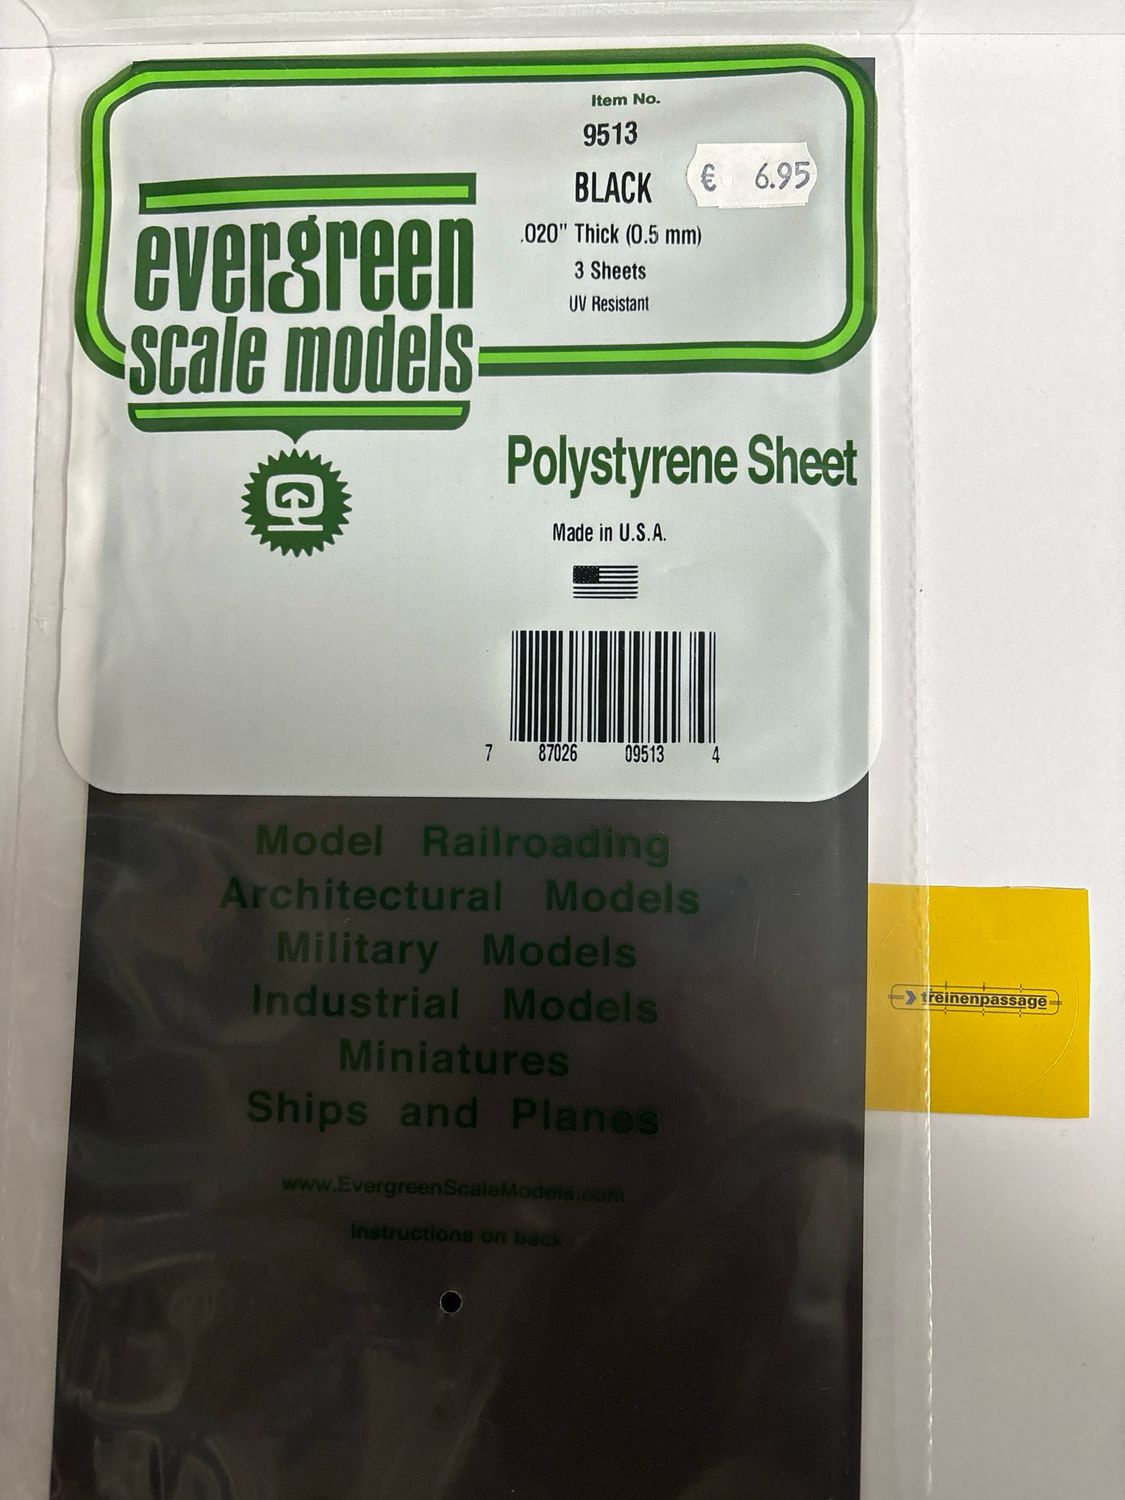 Item No.
9513
BLACK
€ 6.95
.020" Thick (0.5 mm)
3 Sheets
UV Resistant
evergreen
scale models
Polystyrene Sheet
Made in U.S.A.
7 87026 09513 4
Model Railroading
Architectural Models
Military Models
Industrial Models
Miniatures
Ships and Planes
www.EvergreenScaleModels.com
Instructions on back
treinenpassage